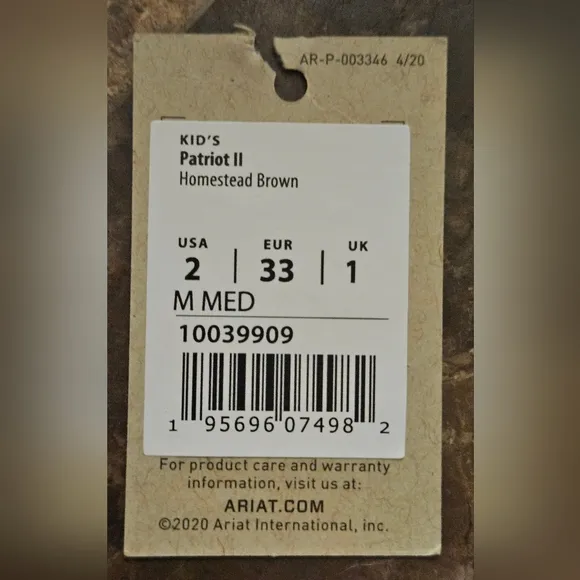 AR-P-003346 4/20
KID'S
Patriot II
Homestead Brown
USA | EUR | UK
2 | 33 | 1
M MED
10039909
1 95696 07498 2
For product care and warranty
information, visit us at:
ARIAT.COM
©2020 Ariat International, inc.